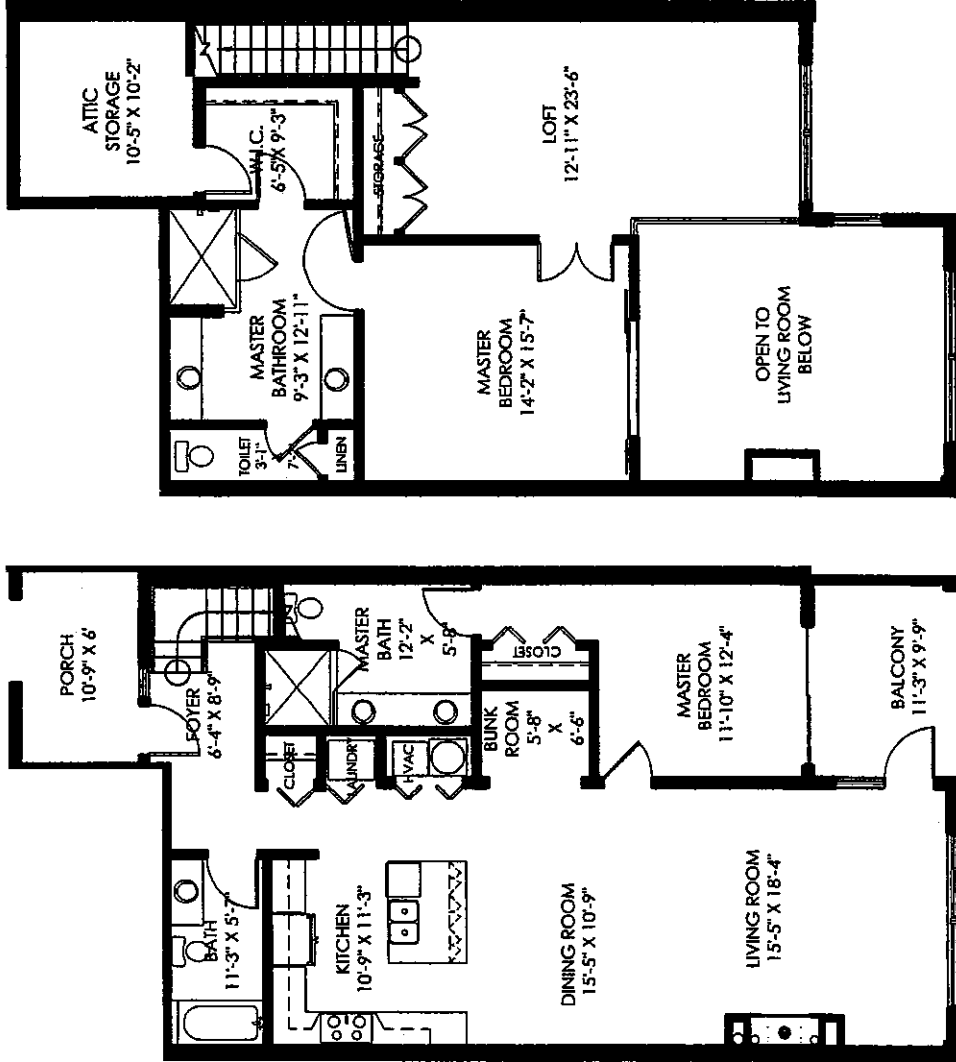 ATTIC
STORAGE
10'-5" X 10'-2"
W.I.C.
6'-5" X 9'-3"
STORAGE
LOFT
12'-11" X 23'-6"
MASTER
BATHROOM
9'-3" X 12'-11"
TOILET
3'-1"
LINEN
MASTER
BEDROOM
14'-2" X 15'-7"
OPEN TO
LIVING ROOM
BELOW
PORCH
10'-9" X 6'
FOYER
6'-4" X 8'-9"
MASTER
BATH
12'-2"
X
5'-8"
CLOSET
LAUNDRY
HVAC
BUNK
ROOM
5'-8"
X
6'-6"
CLOSET
MASTER
BEDROOM
11'-10" X 12'-4"
BALCONY
11'-3" X 9'-9"
BATH
11'-3" X 5'-7"
KITCHEN
10'-9" X 11'-3"
DINING ROOM
15'-5" X 10'-9"
LIVING ROOM
15'-5" X 18'-4"